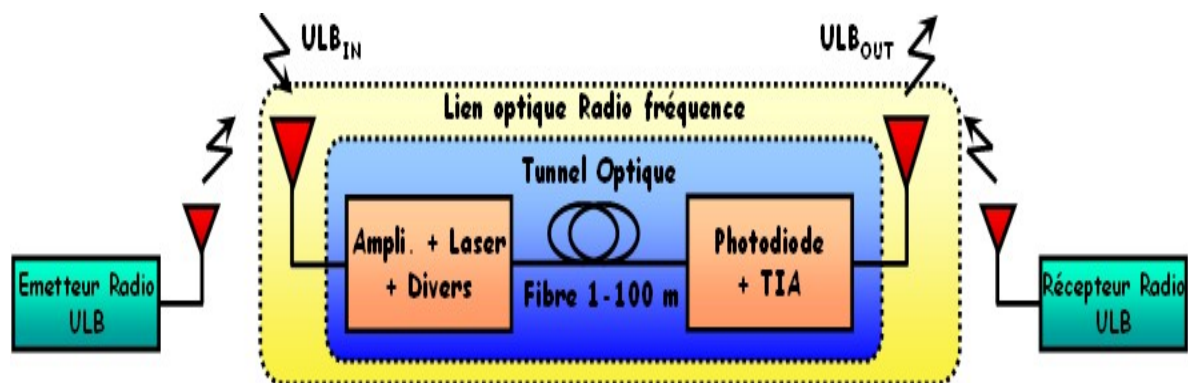 ULB_IN
ULB_OUT
Lien optique Radio fréquence
Tunnel Optique
Ampli. + Laser
+ Divers
Fibre 1-100 m
Photodiode
+ TIA
Emetteur Radio
ULB
Récepteur Radio
ULB